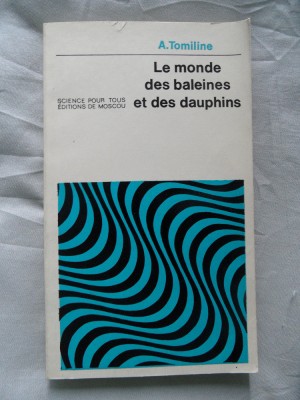 A.Tomiline
Le monde
des baleines
et des dauphins
SCIENCE POUR TOUS
ÉDITIONS DE MOSCOU